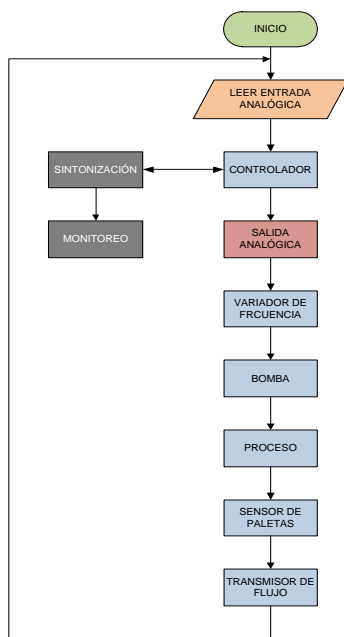 INICIO
LEER ENTRADA
ANALÓGICA
SINTONIZACIÓN
CONTROLADOR
MONITOREO
SALIDA
ANALÓGICA
VARIADOR DE
FRCUENCIA
BOMBA
PROCESO
SENSOR DE
PALETAS
TRANSMISOR DE
FLUJO